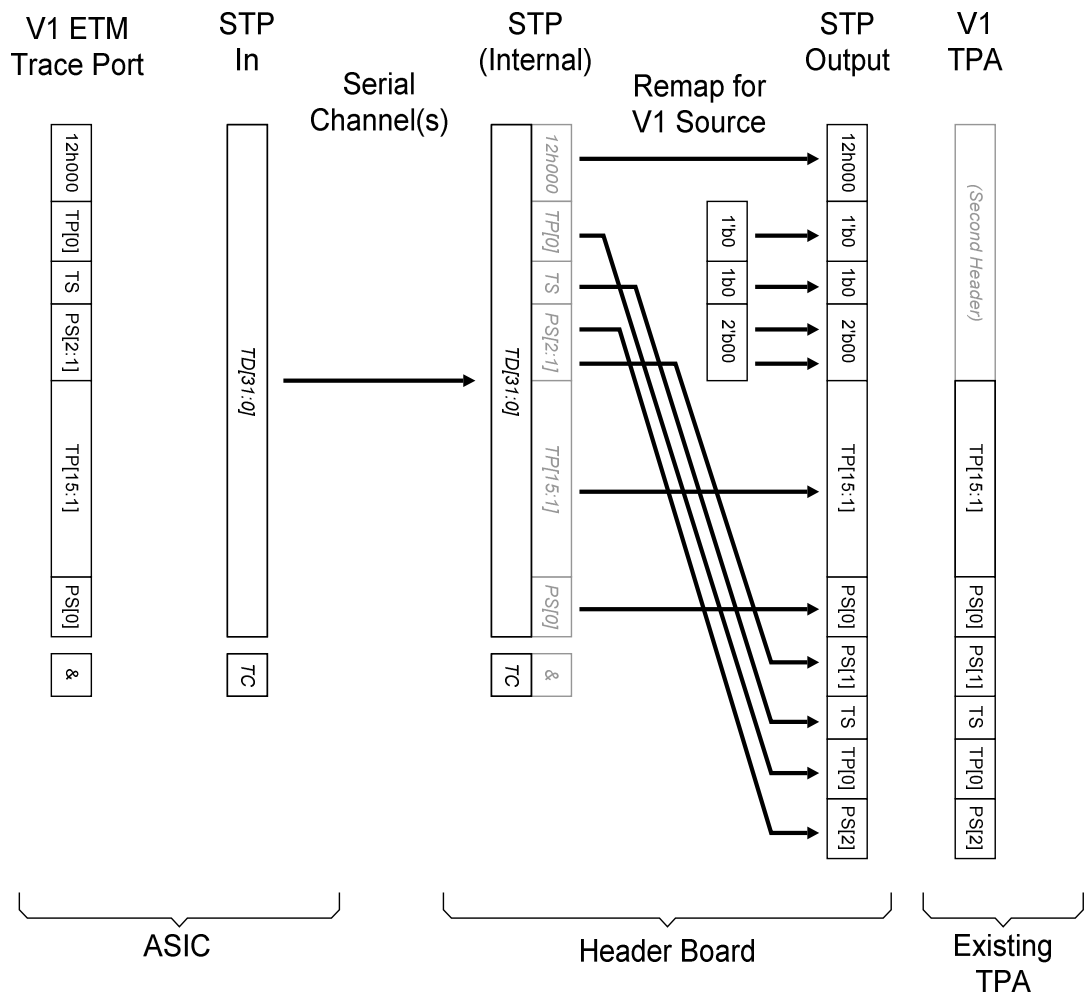 V1 ETM
Trace Port
STP
In
Serial
Channel(s)
STP
(Internal)
Remap for
V1 Source
STP
Output
V1
TPA
12h000
TP[0]
TS
PS[2:1]
TP[15:1]
PS[0]
&
TD[31:0]
TC
TD[31:0]
TC
12h000
TP[0]
TS
PS[2:1]
TP[15:1]
PS[0]
&
1'b0
1b0
2'b00
12h000
1'b0
1b0
2'b00
TP[15:1]
PS[0]
PS[1]
TS
TP[0]
PS[2]
(Second Header)
TP[15:1]
PS[0]
PS[1]
TS
TP[0]
PS[2]
ASIC
Header Board
Existing
TPA